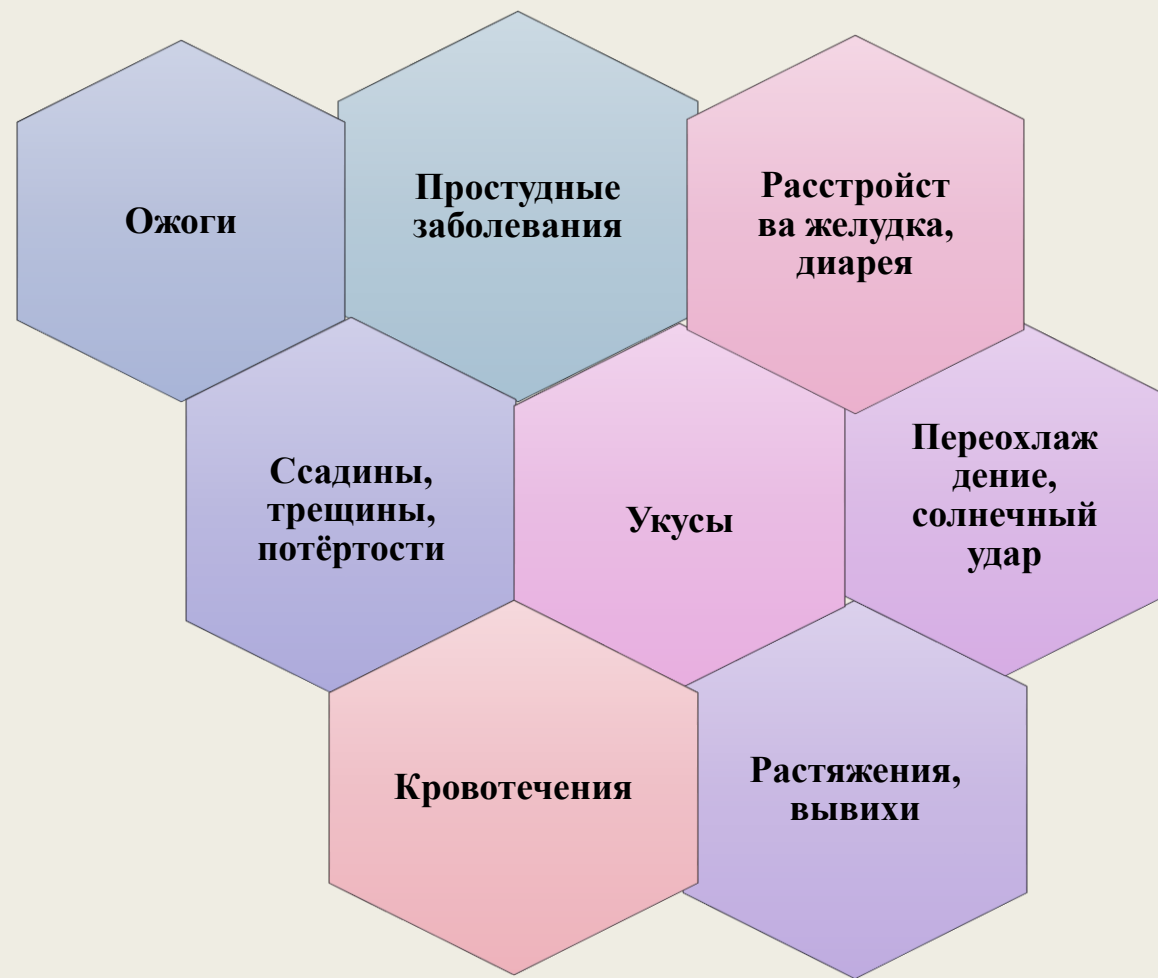 Ожоги
Простудные
заболевания
Расстройст
ва желудка,
диарея
Ссадины,
трещины,
потёртости
Укусы
Переохлаж
дение,
солнечный
удар
Кровотечения
Растяжения,
вывихи